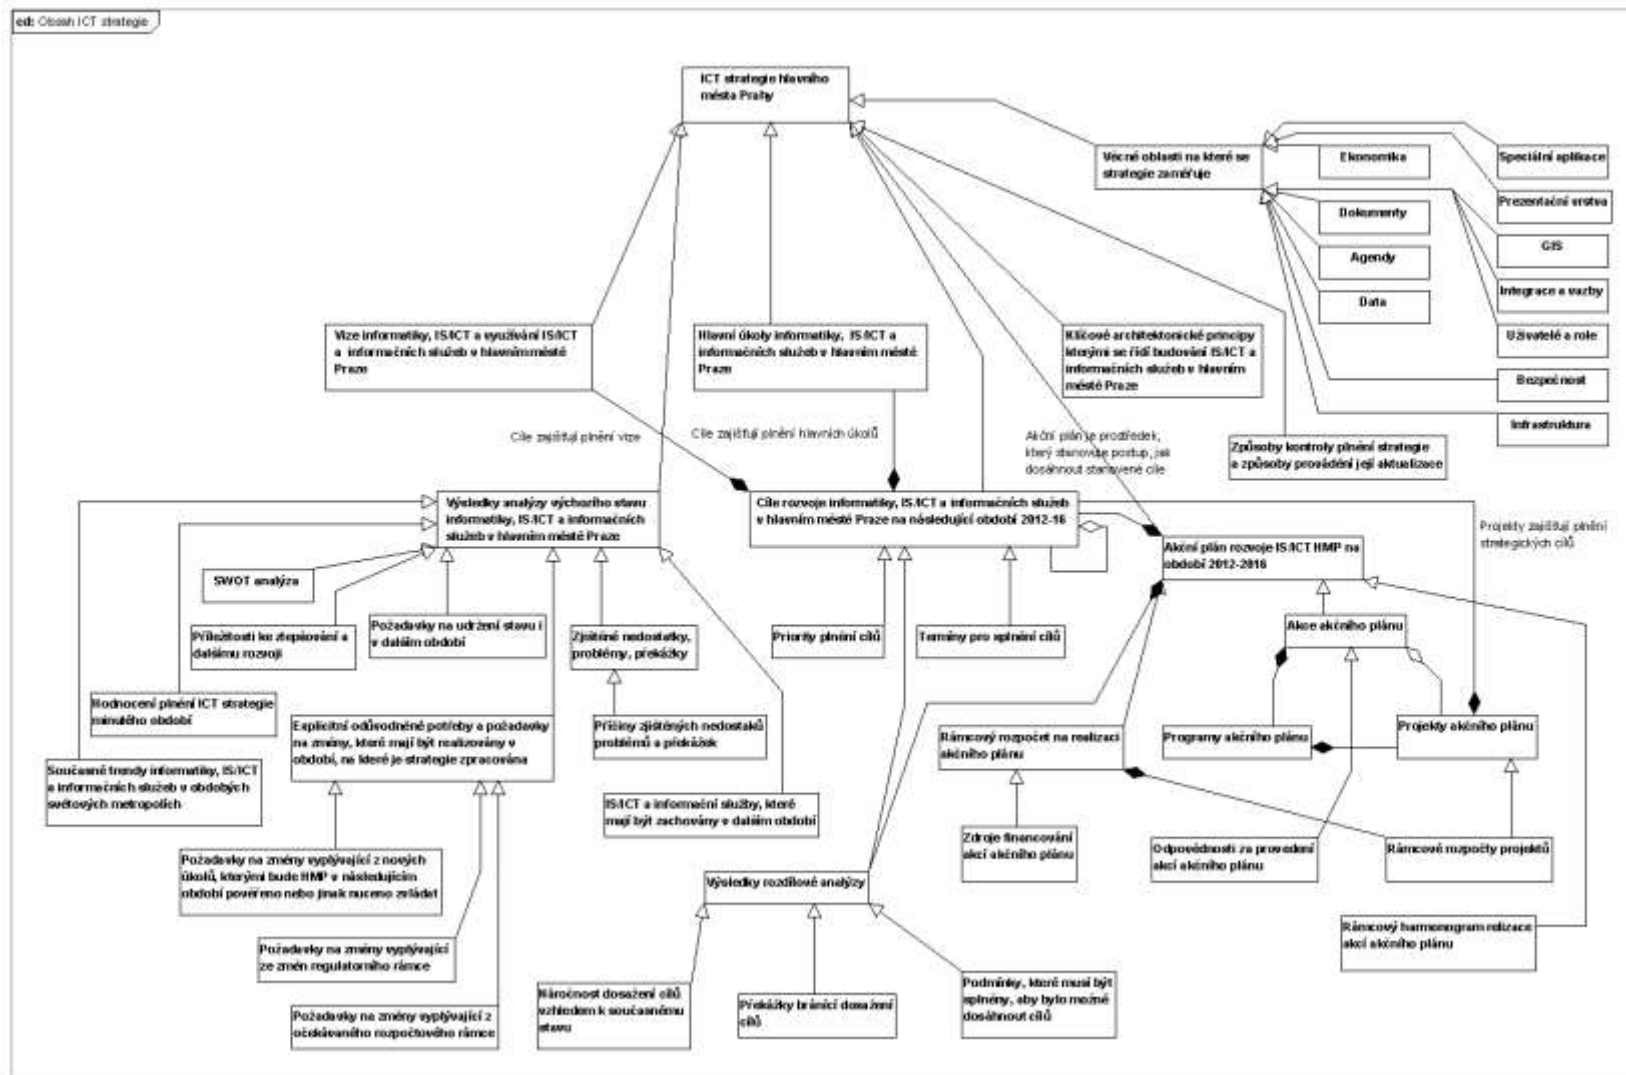 ed: Obsah ICT strategie
ICT strategie hlavního
města Prahy
Věcné oblasti na které se
strategie zaměřuje
Ekonomika
Dokumenty
Agendy
Data
Speciální aplikace
Prezentační vrstva
GIS
Integrace a vazby
Uživatelé a role
Bezpečnost
Infrastruktura
Vize informatiky, IS/ICT a využívání IS/ICT
a informačních služeb v hlavním městě
Praze
Hlavní úkoly informatiky, IS/ICT a
informačních služeb v hlavním městě
Praze
Klíčové architektonické principy
kterými se řídí budování IS/ICT a
informačních služeb v hlavním
městě Praze
Způsoby kontroly plnění strategie
a způsoby provádění její aktualizace
Cíle zajišťují plnění vize
Cíle zajišťují plnění hlavních úkolů
Akční plán je prostředek,
který stanovuje postup, jak
dosáhnout stanovené cíle
Projekty zajišťují plnění
strategických cílů
Výsledky analýzy výchozího stavu
informatiky, IS/ICT a informačních
služeb v hlavním městě Praze
Cíle rozvoje informatiky, IS/ICT a informačních služeb
v hlavním městě Praze na následující období 2012-16
Akční plán rozvoje IS/ICT HMP na
období 2012-2016
SWOT analýza
Příležitosti ke zlepšování a
dalšímu rozvoji
Požadavky na udržení stavu i
v dalším období
Zjištěné nedostatky,
problémy, překážky
Priority plnění cílů
Termíny pro splnění cílů
Akce akčního plánu
Hodnocení plnění ICT strategie
minulého období
Explicitní odůvodněné potřeby a požadavky
na změny, které mají být realizovány v
období, na které je strategie zpracována
Příčiny zjištěných nedostaků
problémů a překážek
Rámcový rozpočet na realizaci
akčního plánu
Programy akčního plánu
Projekty akčního plánu
Současné trendy informatiky, IS/ICT
a informačních služeb v obdobých
světových metropolích
IS/ICT a informační služby, které
mají být zachovány v dalším období
Zdroje financování
akcí akčního plánu
Odpovědnosti za provedení
akcí akčního plánu
Rámcové rozpočty projektů
Požadavky na změny vyplývající z nových
úkolů, kterými bude HMP v následujícím
období pověřeno nebo jinak nuceno zvládat
Výsledky rozdílové analýzy
Rámcový harmonogram relizace
akcí akčního plánu
Požadavky na změny vyplývající
ze změn regulatorního rámce
Požadavky na změny vyplývající z
očekávaného rozpočtového rámce
Náročnost dosažení cílů
vzhledem k současnému
stavu
Překážky bránící dosažení
cílů
Podmínky, které musí být
splněny, aby bylo možné
dosáhnout cílů